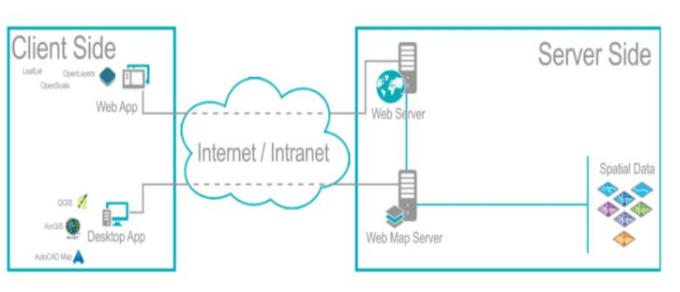 Client Side
Leaflet OpenLayers
OpenScale
Web App
QGIS
ArcGIS
Desktop App
AutoCAD Map
Internet / Intranet
Server Side
Web Server
Spatial Data
Web Map Server